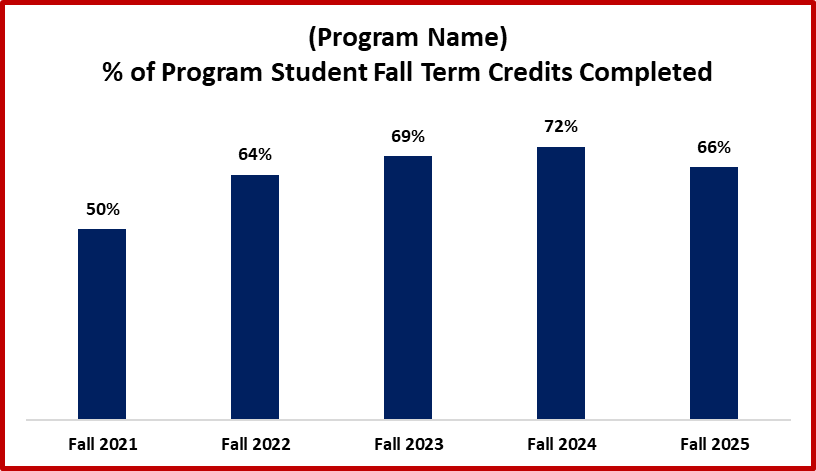 (Program Name)
% of Program Student Fall Term Credits Completed
50%
64%
69%
72%
66%
Fall 2021
Fall 2022
Fall 2023
Fall 2024
Fall 2025